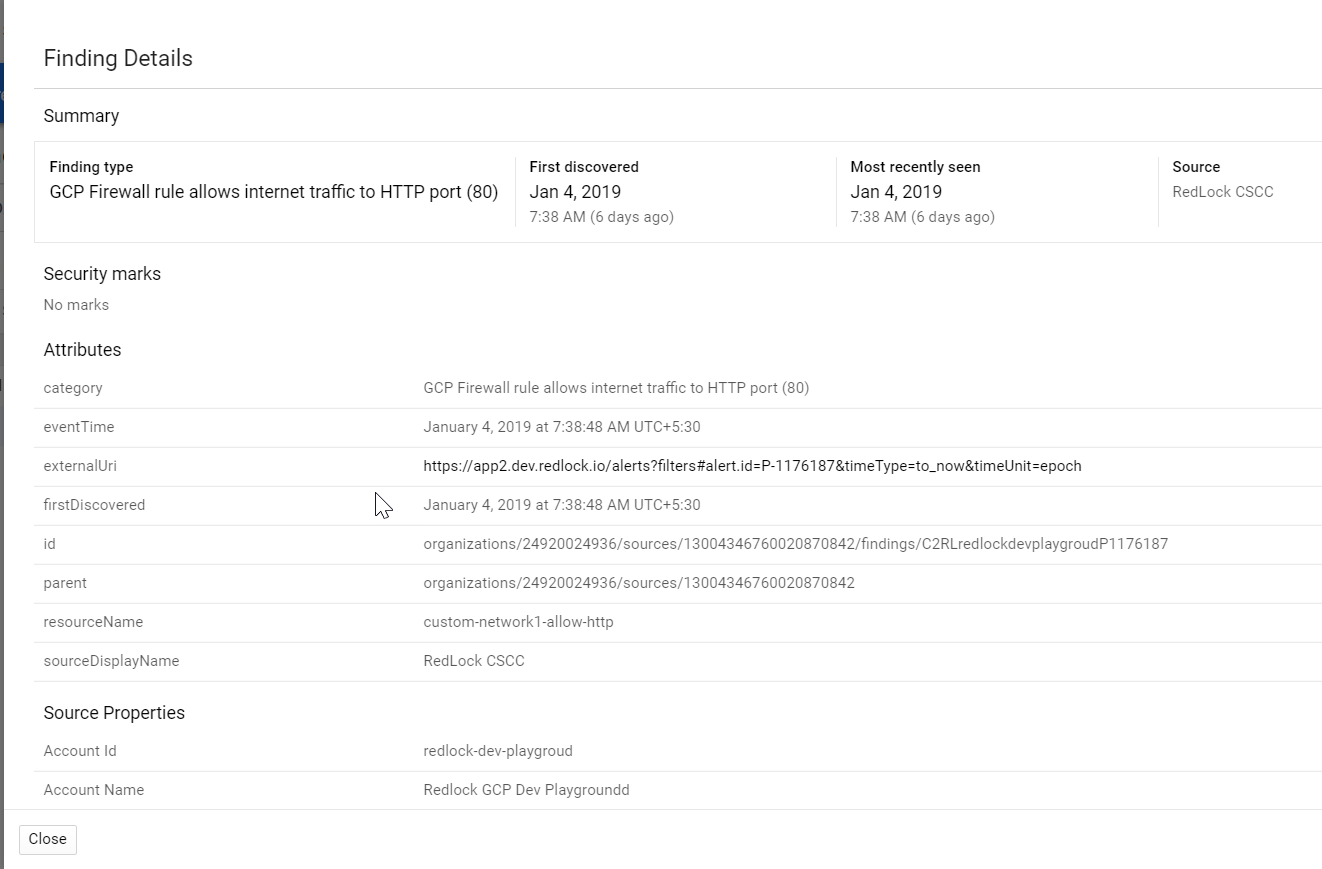 Finding Details
Summary
Finding type
GCP Firewall rule allows internet traffic to HTTP port (80)
First discovered
Jan 4, 2019
7:38 AM (6 days ago)
Most recently seen
Jan 4, 2019
7:38 AM (6 days ago)
Source
RedLock CSCC
Security marks
No marks
Attributes
category GCP Firewall rule allows internet traffic to HTTP port (80)
eventTime January 4, 2019 at 7:38:48 AM UTC+5:30
externalUri https://app2.dev.redlock.io/alerts?filters#alert.id=P-1176187&timeType=to_now&timeUnit=epoch
firstDiscovered January 4, 2019 at 7:38:48 AM UTC+5:30
id organizations/24920024936/sources/13004346760020870842/findings/C2RLredlockdevplaygroudP1176187
parent organizations/24920024936/sources/13004346760020870842
resourceName custom-network1-allow-http
sourceDisplayName RedLock CSCC
Source Properties
Account Id redlock-dev-playgroud
Account Name Redlock GCP Dev Playgroundd
Close